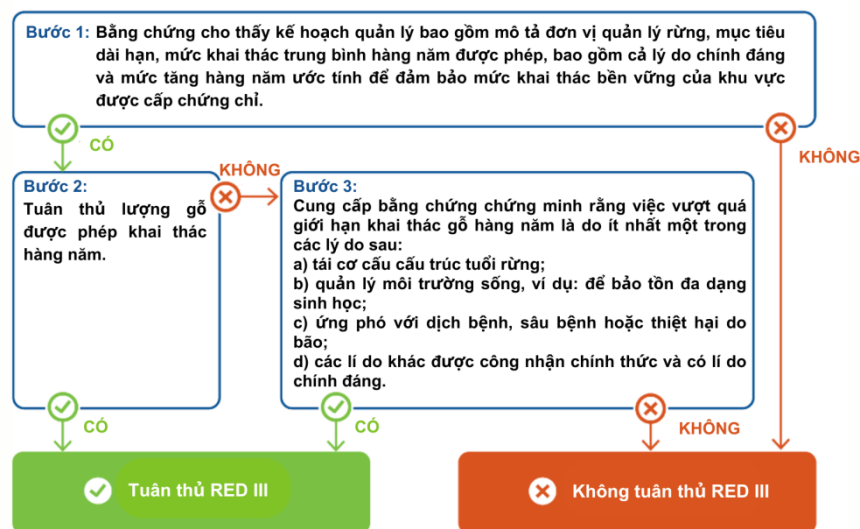 Bước 1: Bằng chứng cho thấy kế hoạch quản lý bao gồm mô tả đơn vị quản lý rừng, mục tiêu
dài hạn, mức khai thác trung bình hàng năm được phép, bao gồm cả lý do chính đáng
và mức tăng hàng năm ước tính để đảm bảo mức khai thác bền vững của khu vực
được cấp chứng chỉ.
CÓ
KHÔNG
KHÔNG
Bước 2:
Tuân thủ lượng gỗ
được phép khai thác
hàng năm.
Bước 3:
Cung cấp bằng chứng chứng minh rằng việc vượt quá
giới hạn khai thác gỗ hàng năm là do ít nhất một trong
các lý do sau:
a) tái cơ cấu cấu trúc tuổi rừng;
b) quản lý môi trường sống, ví dụ: để bảo tồn đa dạng
sinh học;
c) ứng phó với dịch bệnh, sâu bệnh hoặc thiệt hại do
bão;
d) các lí do khác được công nhận chính thức và có lí do
chính đáng.
CÓ
CÓ
KHÔNG
Tuân thủ RED III
Không tuân thủ RED III